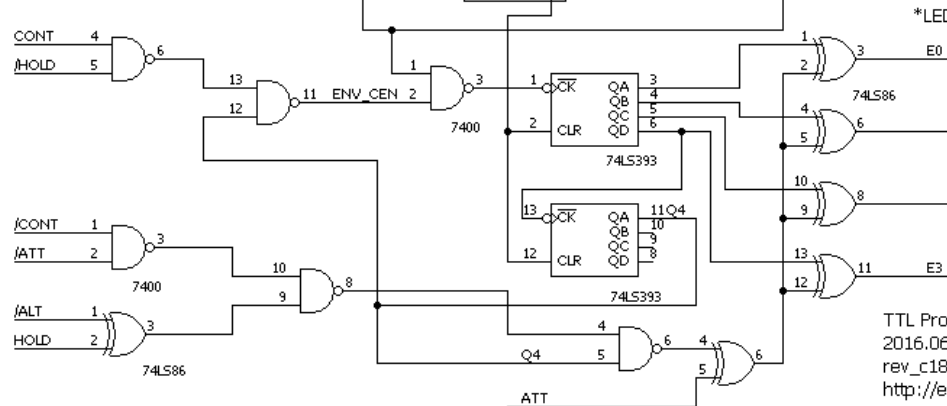 *LED
CONT 4
6
/HOLD 5
13
12
11 ENV_CEN 2
1
3
7400
1 CK QA 3
QB 4
QC 5
2 CLR QD 6
74LS393
13 CK QA 11 Q4
QB 10
QC 9
12 CLR QD 8
74LS393
1
2
3 E0
74LS86
4
5
6
10
9
8
13
12
11 E3
/CONT 1
/ATT 2
3
7400
10
9
8
/ALT 1
HOLD 2
3
74LS86
4
Q4 5
6
4
5
6
ATT
TTL Pro
2016.06
rev_c18
http://e